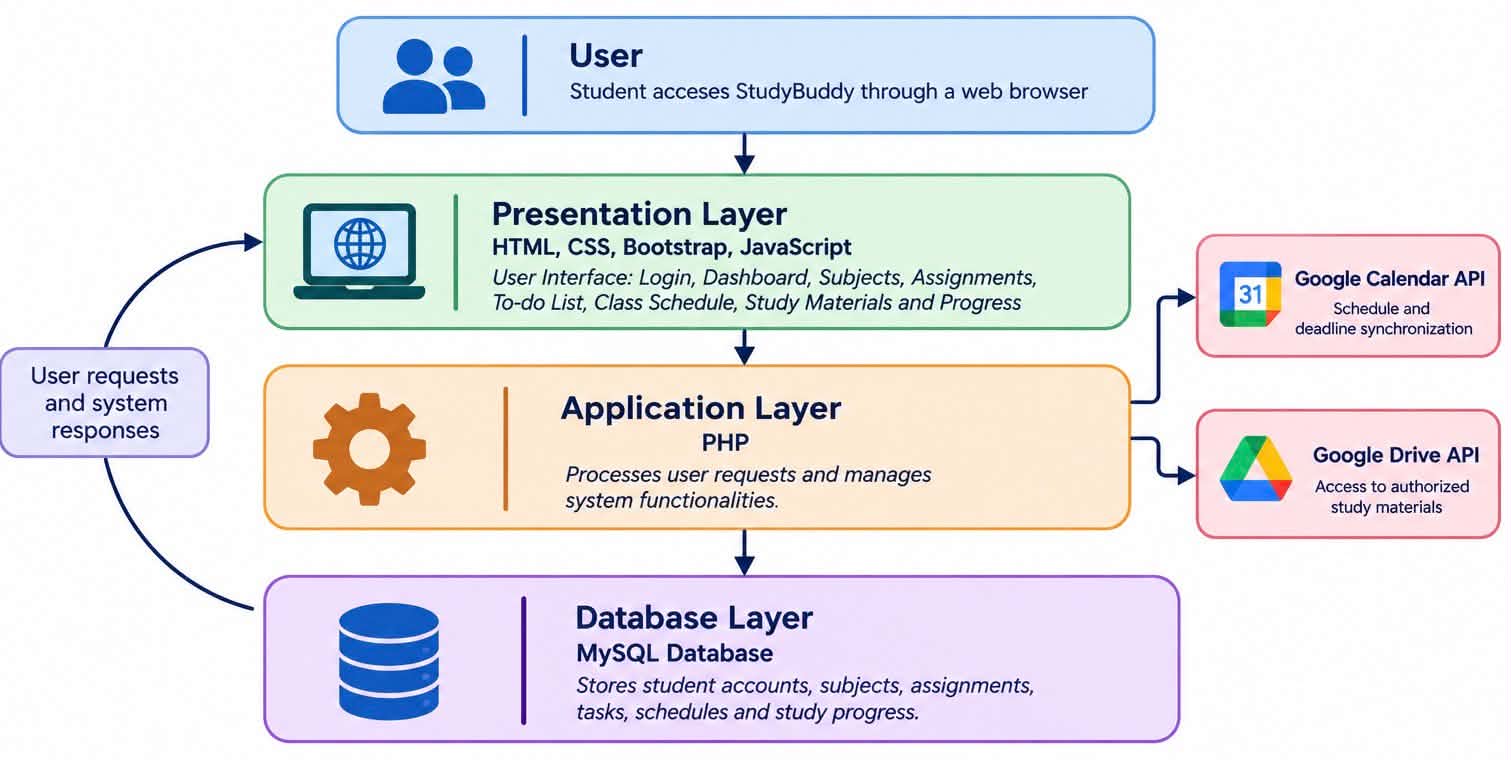 User
Student acceses StudyBuddy through a web browser
Presentation Layer
HTML, CSS, Bootstrap, JavaScript
User Interface: Login, Dashboard, Subjects, Assignments,
To-do List, Class Schedule, Study Materials and Progress
31
Google Calendar API
Schedule and
deadline synchronization
User requests
and system
responses
Application Layer
PHP
Processes user requests and manages
system functionalities.
Google Drive API
Access to authorized
study materials
Database Layer
MySQL Database
Stores student accounts, subjects, assignments,
tasks, schedules and study progress.